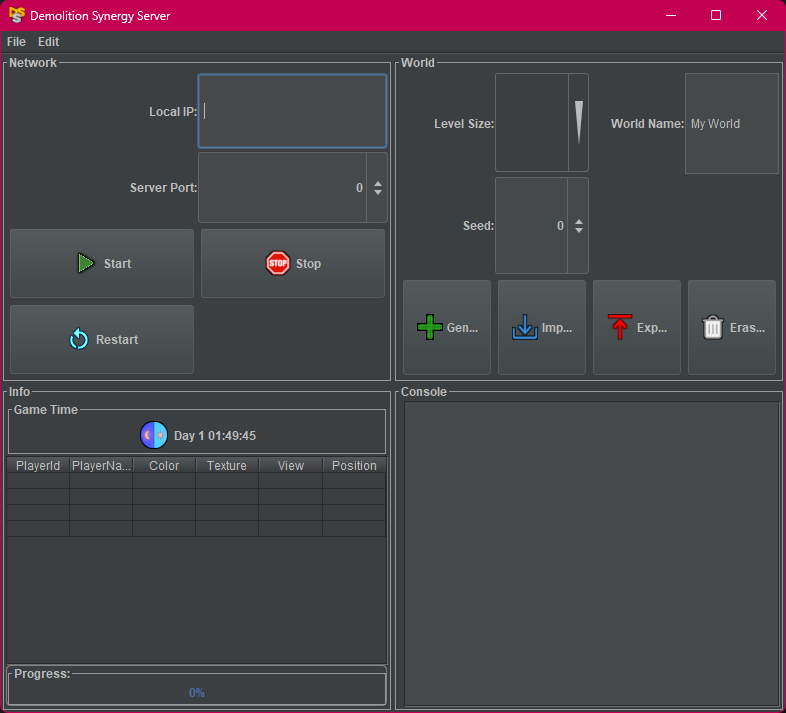 Demolition Synergy Server
File Edit
Network
Local IP:
Server Port: 0
Start
Stop
Restart
World
Level Size:
World Name: My World
Seed: 0
Gen...
Imp...
Exp...
Eras...
Info
Game Time
Day 1 01:49:45
PlayerId PlayerNa... Color Texture View Position
Progress:
0%
Console